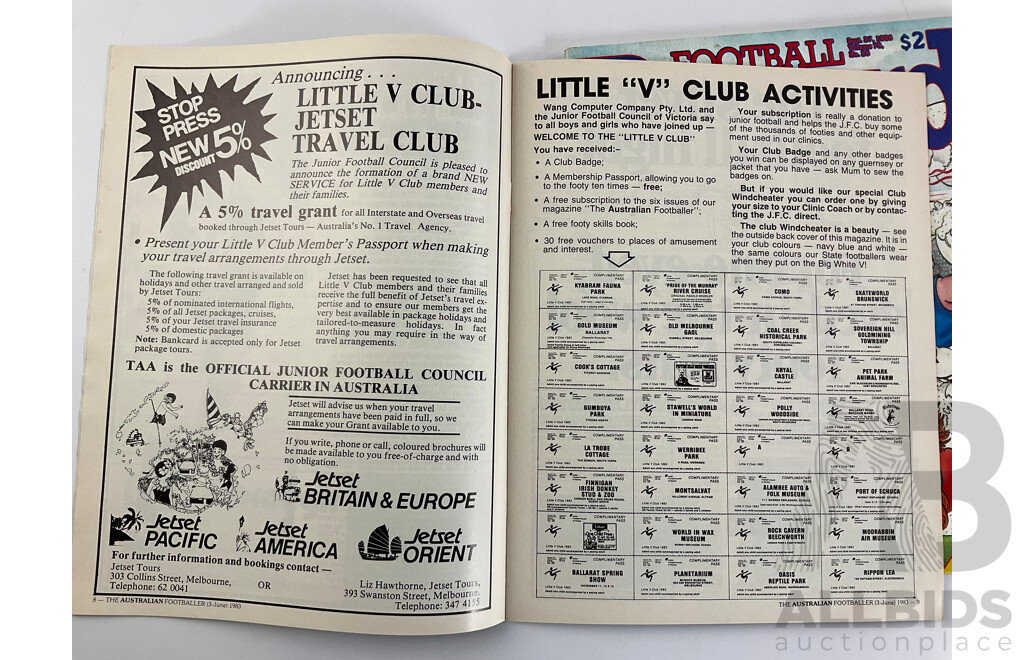 Announcing . . .
STOP
PRESS
NEW 5%
DISCOUNT
LITTLE V CLUB-
JETSET
TRAVEL CLUB
The Junior Football Council is pleased to
announce the formation of a brand NEW
SERVICE for Little V Club members and
their families.
A 5% travel grant for all Interstate and Overseas travel
booked through Jetset Tours — Australia's No. 1 Travel Agency.
• Present your Little V Club Member's Passport when making
your travel arrangements through Jetset.
The following travel grant is available on
holidays and other travel arranged and sold
by Jetset Tours:
5% of nominated international flights,
5% of all Jetset packages, cruises,
5% of your Jetset travel insurance
5% of domestic packages
Note: Bankcard is accepted only for Jetset
package tours.
Jetset has been requested to see that all
Little V Club members and their families
receive the full benefit of Jetset's travel ex-
pertise and to ensure our members get the
very best available in package holidays and
tailored-to-measure holidays. In fact
anything you may require in the way of
travel arrangements.
TAA is the OFFICIAL JUNIOR FOOTBALL COUNCIL
CARRIER IN AUSTRALIA
Jetset will advise us when your travel
arrangements have been paid in full, so we
can make your Grant available to you.
If you write, phone or call, coloured brochures will
be made available to you free-of-charge and with
no obligation.
Jetset
BRITAIN & EUROPE
Jetset
PACIFIC
Jetset
AMERICA
Jetset
ORIENT
For further information and bookings contact —
Jetset Tours
303 Collins Street, Melbourne,
Telephone: 62 0041
OR
Liz Hawthorne, Jetset Tours,
393 Swanston Street, Melbourne,
Telephone: 347 4155
8 — THE AUSTRALIAN FOOTBALLER (3-June) 1983
FOOTBALL
$2
LITTLE "V" CLUB ACTIVITIES
Wang Computer Company Pty. Ltd. and
the Junior Football Council of Victoria say
to all boys and girls who have joined up —
WELCOME TO THE "LITTLE V CLUB"
You have received:–
• A Club Badge;
• A Membership Passport, allowing you to go
to the footy ten times — free;
• A free subscription to the six issues of our
magazine "The Australian Footballer";
• A free footy skills book;
• 30 free vouchers to places of amusement
and interest.
Your subscription is really a donation to
junior football and helps the J.F.C. buy some
of the thousands of footies and other equip-
ment used in our clinics.
Your Club Badge and any other badges
you win can be displayed on any guernsey or
jacket that you have — ask Mum to sew the
badges on.
But if you would like our special Club
Windcheater you can order one by giving
your size to your Clinic Coach or by contac-
ting the J.F.C. direct.
The club Windcheater is a beauty — see
the outside back cover of this magazine. It is in
your club colours — navy blue and white —
the same colours our State footballers wear
when they put on the Big White V!
KYABRAM FAUNA
PARK
'PRIDE OF THE MURRAY'
RIVER CRUISE
COMO
SKATEWORLD
BRUNSWICK
GOLD MUSEUM
BALLARAT
OLD MELBOURNE
GAOL
COAL CREEK
HISTORICAL PARK
SOVEREIGN HILL
GOLDMINING
TOWNSHIP
COOK'S COTTAGE
KRYAL
CASTLE
PET PARK
ANIMAL FARM
GUMBUYA
PARK
STAWELL'S WORLD
IN MINIATURE
POLLY
WOODSIDE
LA TROBE
COTTAGE
WERRIBEE
PARK
A
FINNIGAN
IRISH DONKEY
STUD & ZOO
MONTSALVAT
ALAMBEE AUTO &
FOLK MUSEUM
PORT OF ECHUCA
WORLD IN WAX
MUSEUM
ROCK CAVERN
BEECHWORTH
MOORABBIN
AIR MUSEUM
BALLARAT SPRING
SHOW
PLANETARIUM
OASIS
REPTILE PARK
RIPPON LEA
THE AUSTRALIAN FOOTBALLER (3-June) 1983 — 9
ALLBIDS
auctionplace